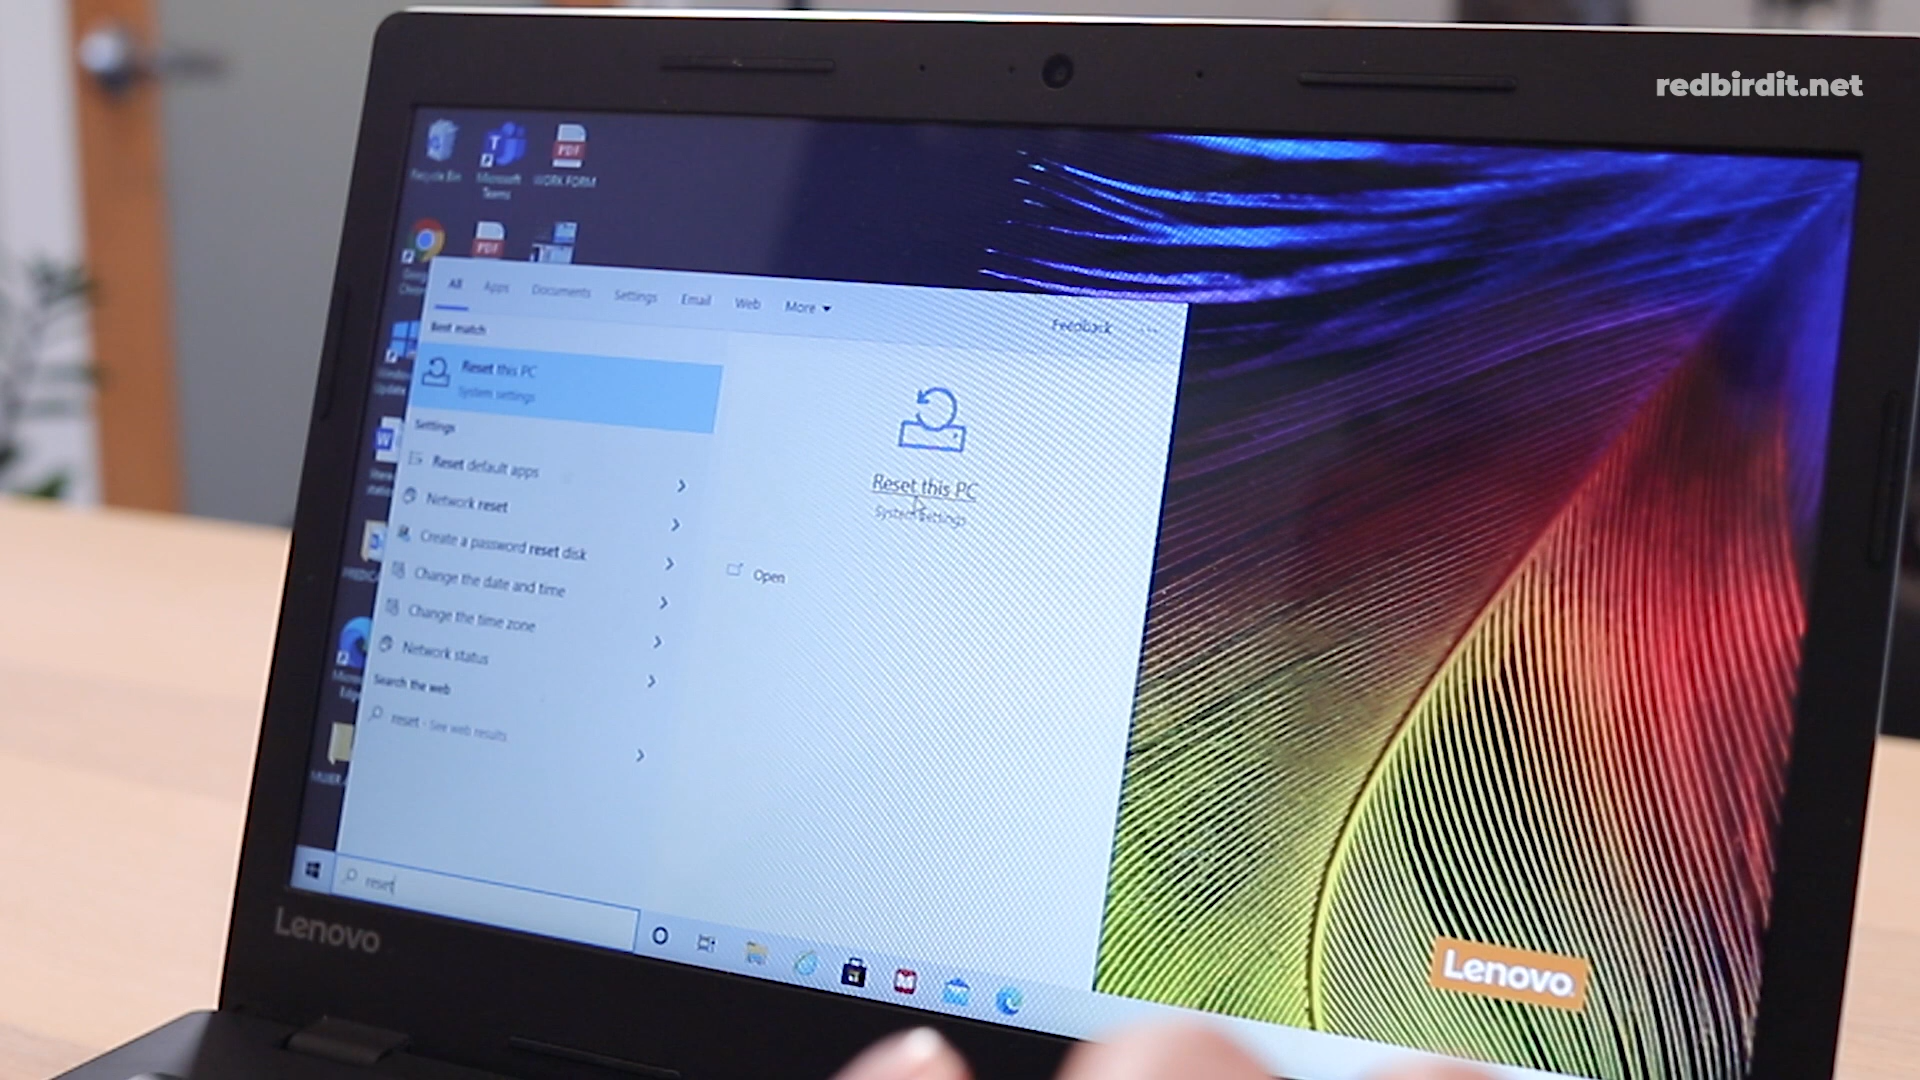 redbirdit.net
Recycle Bin
Microsoft
Teams
PDF
WORK FORM
PDF
All Apps Documents Settings Email Web More
Feedback
Best match
Reset this PC
System settings
Settings
Reset default apps
Network reset
Create a password reset disk
Change the date and time
Change the time zone
Network status
Search the web
reset - See web results
Reset this PC
System settings
Open
reset
Lenovo
Lenovo